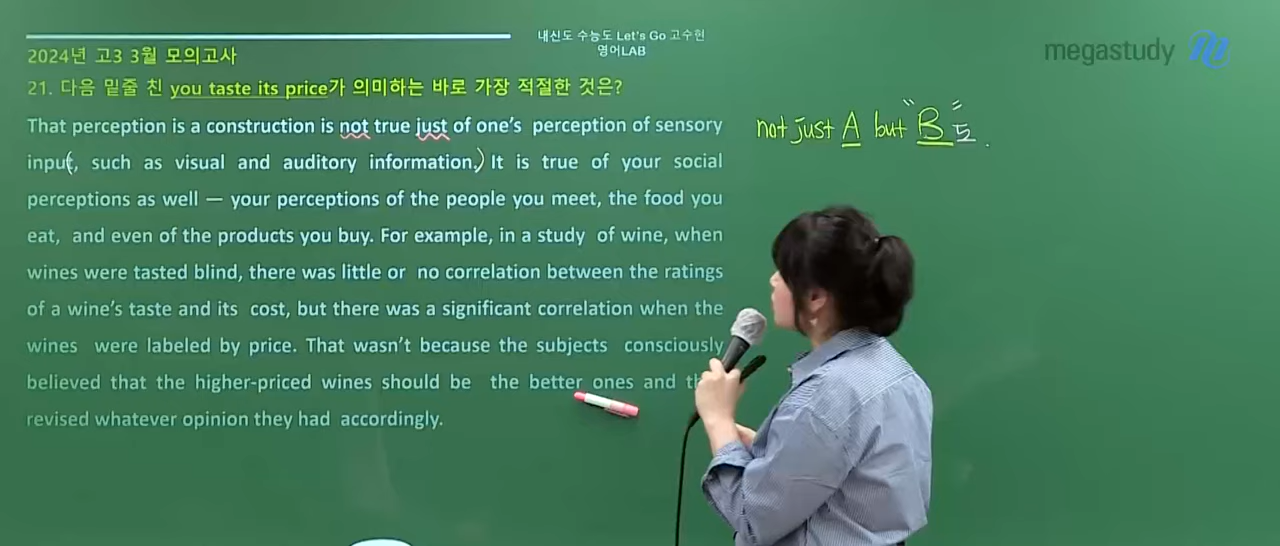 내신도 수능도 Let's Go 고수현
영어LAB
megastudy
2024년 고3 3월 모의고사
21. 다음 밑줄 친 you taste its price가 의미하는 바로 가장 적절한 것은?
That perception is a construction is not true just of one's perception of sensory
input, such as visual and auditory information. It is true of your social
perceptions as well — your perceptions of the people you meet, the food you
eat, and even of the products you buy. For example, in a study of wine, when
wines were tasted blind, there was little or no correlation between the ratings
of a wine's taste and its cost, but there was a significant correlation when the
wines were labeled by price. That wasn't because the subjects consciously
believed that the higher-priced wines should be the better ones and
revised whatever opinion they had accordingly.
not just A but "B"도.